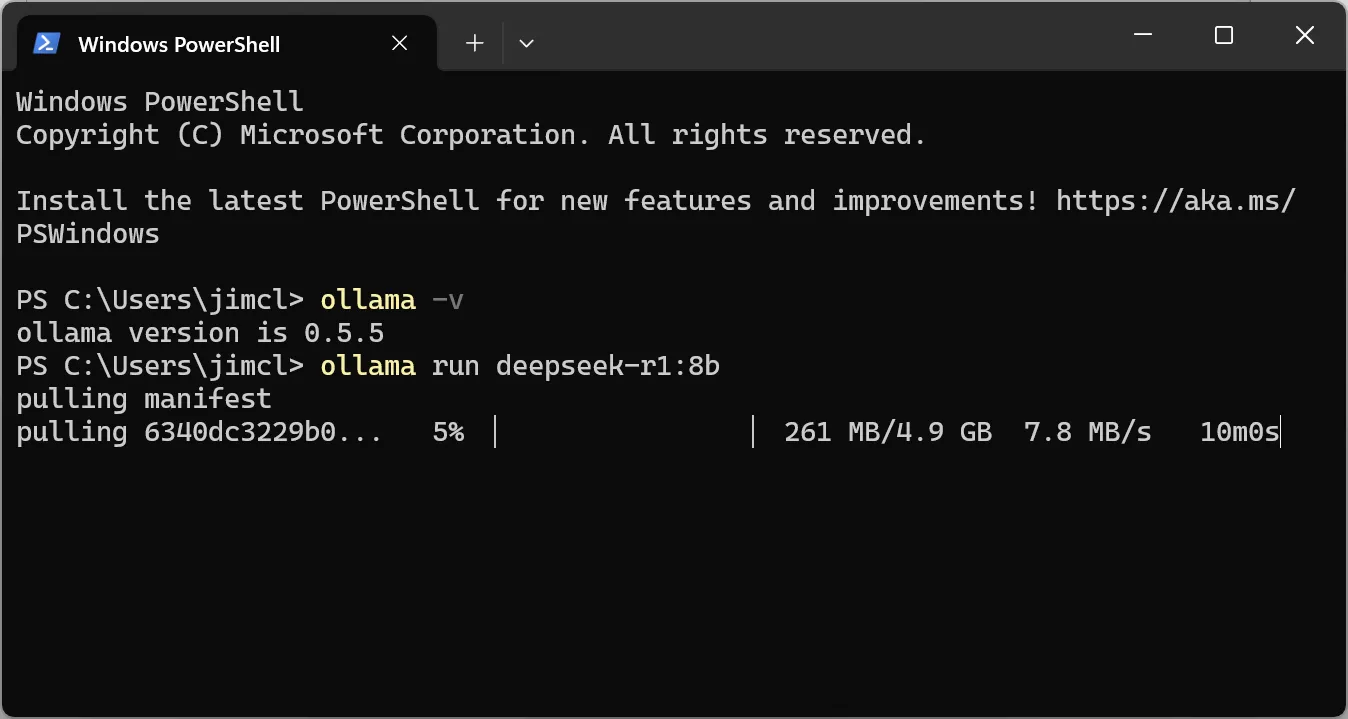 Windows PowerShell
Windows PowerShell
Copyright (C) Microsoft Corporation. All rights reserved.
Install the latest PowerShell for new features and improvements! https://aka.ms/
PSWindows
PS C:\Users\jimcl> ollama -v
ollama version is 0.5.5
PS C:\Users\jimcl> ollama run deepseek-r1:8b
pulling manifest
pulling 6340dc3229b0...   5% |                |  261 MB/4.9 GB  7.8 MB/s   10m0s